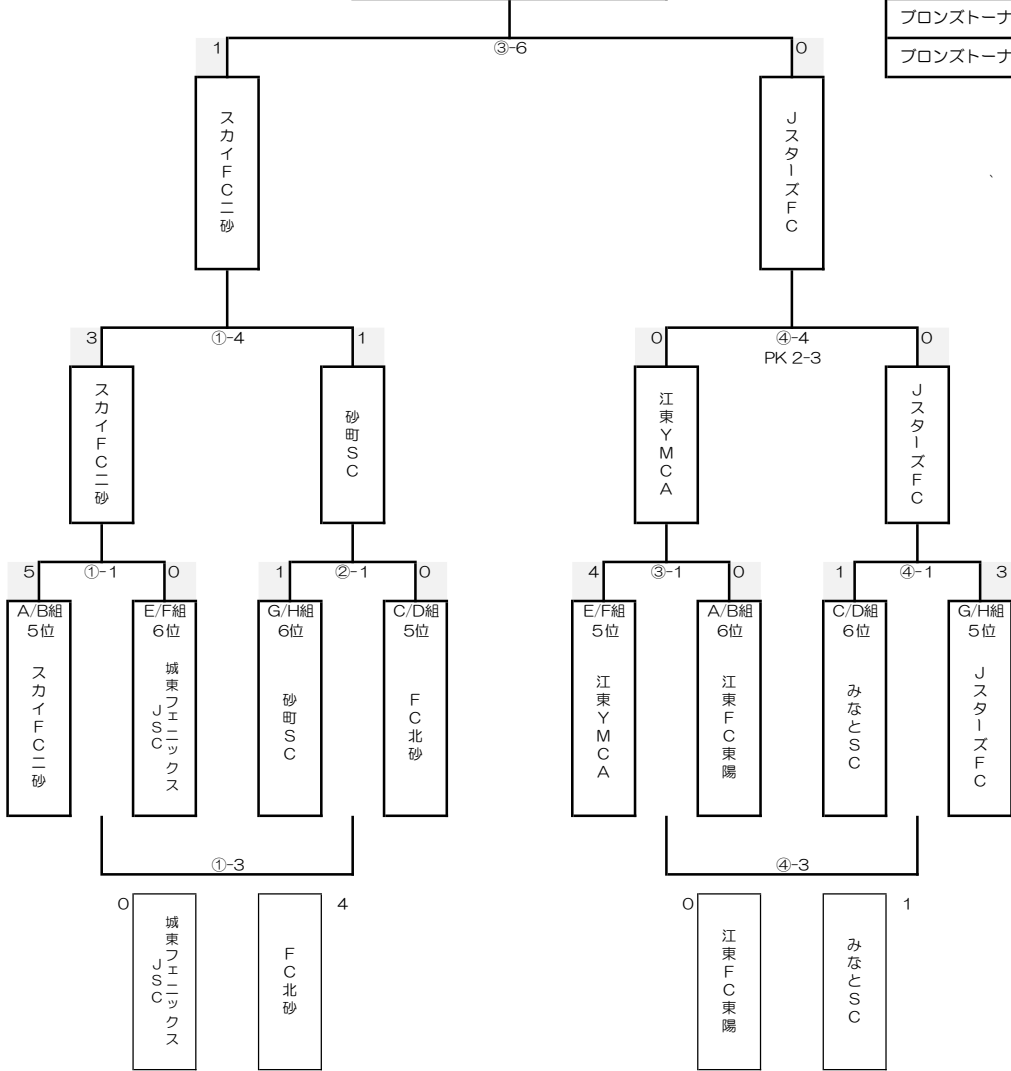 ブロンズトーナ
ブロンズトーナ
1 ③-6 0
スカイFC二砂
JスターズFC
、
3 ①-4 1
0 ④-4 0
PK 2-3
スカイFC二砂
砂町SC
江東YMCA
JスターズFC
5 ①-1 0
1 ②-1 0
4 ③-1 0
1 ④-1 3
A/B組
5位
スカイFC二砂
E/F組
6位
城東フェニックス
JSC
G/H組
6位
砂町SC
C/D組
5位
FC北砂
E/F組
5位
江東YMCA
A/B組
6位
江東FC東陽
C/D組
6位
みなとSC
G/H組
5位
JスターズFC
①-3
④-3
0
城東フェニックス
JSC
FC北砂
4
0
江東FC東陽
みなとSC
1